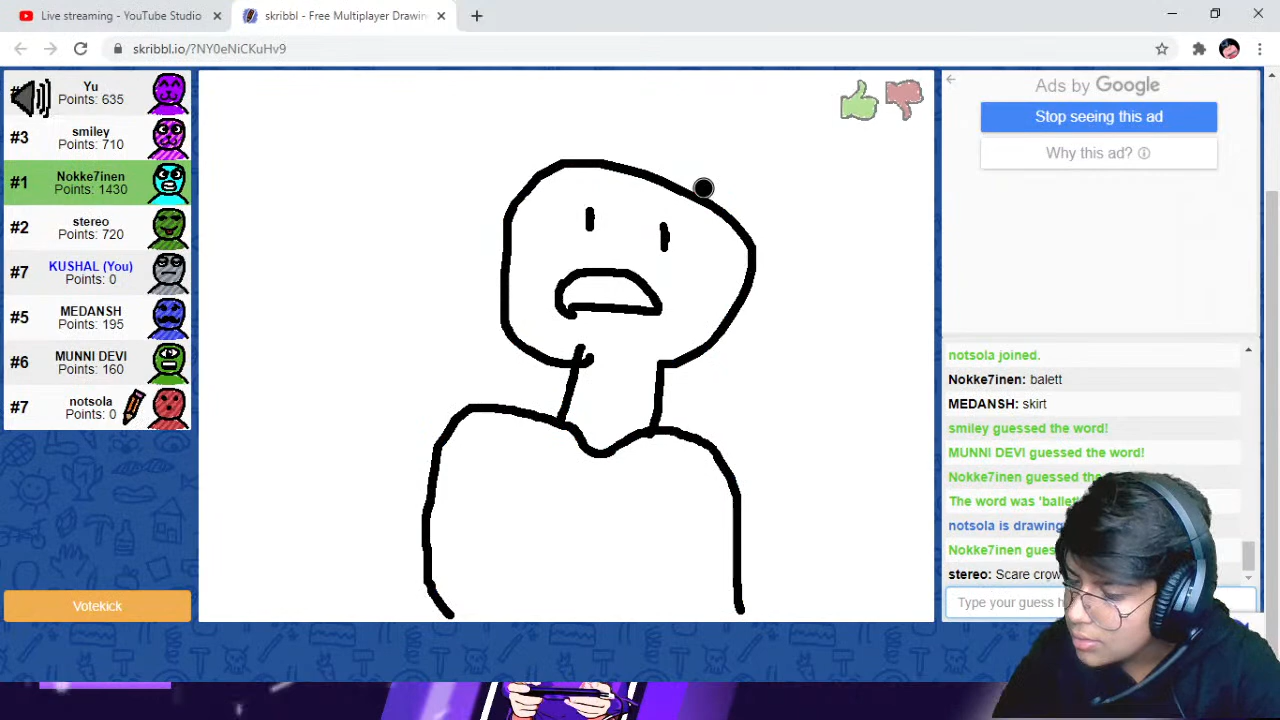 Live streaming - YouTube Studio
skribbl - Free Multiplayer Drawin
skribbl.io/?NY0eNiCKuHv9
Yu
Points: 635
#3
smiley
Points: 710
#1
Nokke7inen
Points: 1430
#2
stereo
Points: 720
#7
KUSHAL (You)
Points: 0
#5
MEDANSH
Points: 195
#6
MUNNI DEVI
Points: 160
#7
notsola
Points: 0
Votekick
Ads by Google
Stop seeing this ad
Why this ad?
notsola joined.
Nokke7inen: balett
MEDANSH: skirt
smiley guessed the word!
MUNNI DEVI guessed the word!
Nokke7inen guessed the
The word was 'ballet
notsola is drawing
Nokke7inen gues
stereo: Scare crow
Type your guess h